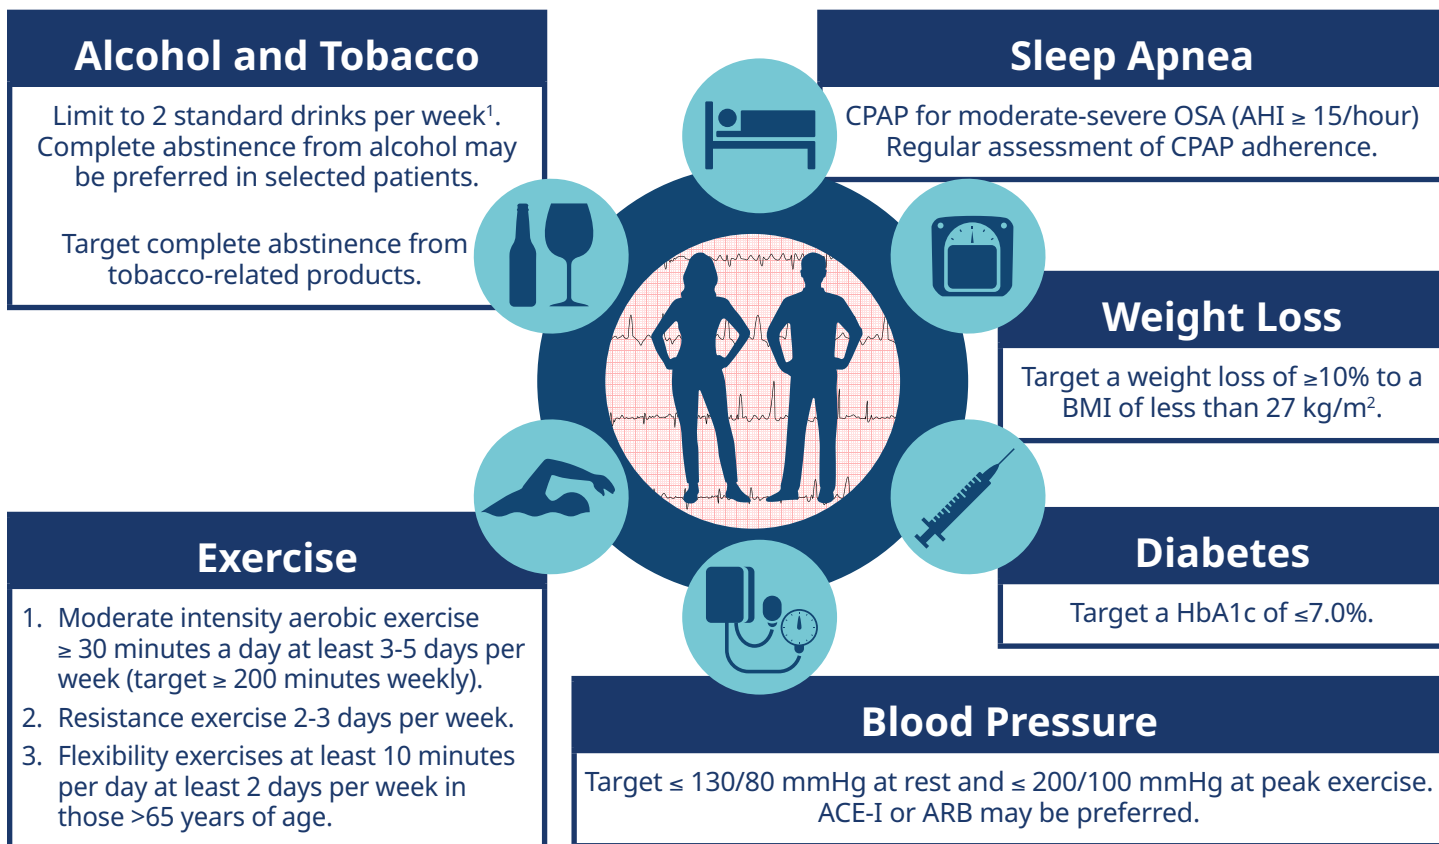 Alcohol and Tobacco
Limit to 2 standard drinks per week¹.
Complete abstinence from alcohol may
be preferred in selected patients.
Target complete abstinence from
tobacco-related products.
Sleep Apnea
CPAP for moderate-severe OSA (AHI ≥ 15/hour)
Regular assessment of CPAP adherence.
Weight Loss
Target a weight loss of ≥10% to a
BMI of less than 27 kg/m².
Exercise
1. Moderate intensity aerobic exercise
≥ 30 minutes a day at least 3-5 days per
week (target ≥ 200 minutes weekly).
2. Resistance exercise 2-3 days per week.
3. Flexibility exercises at least 10 minutes
per day at least 2 days per week in
those >65 years of age.
Diabetes
Target a HbA1c of ≤7.0%.
Blood Pressure
Target ≤ 130/80 mmHg at rest and ≤ 200/100 mmHg at peak exercise.
ACE-I or ARB may be preferred.